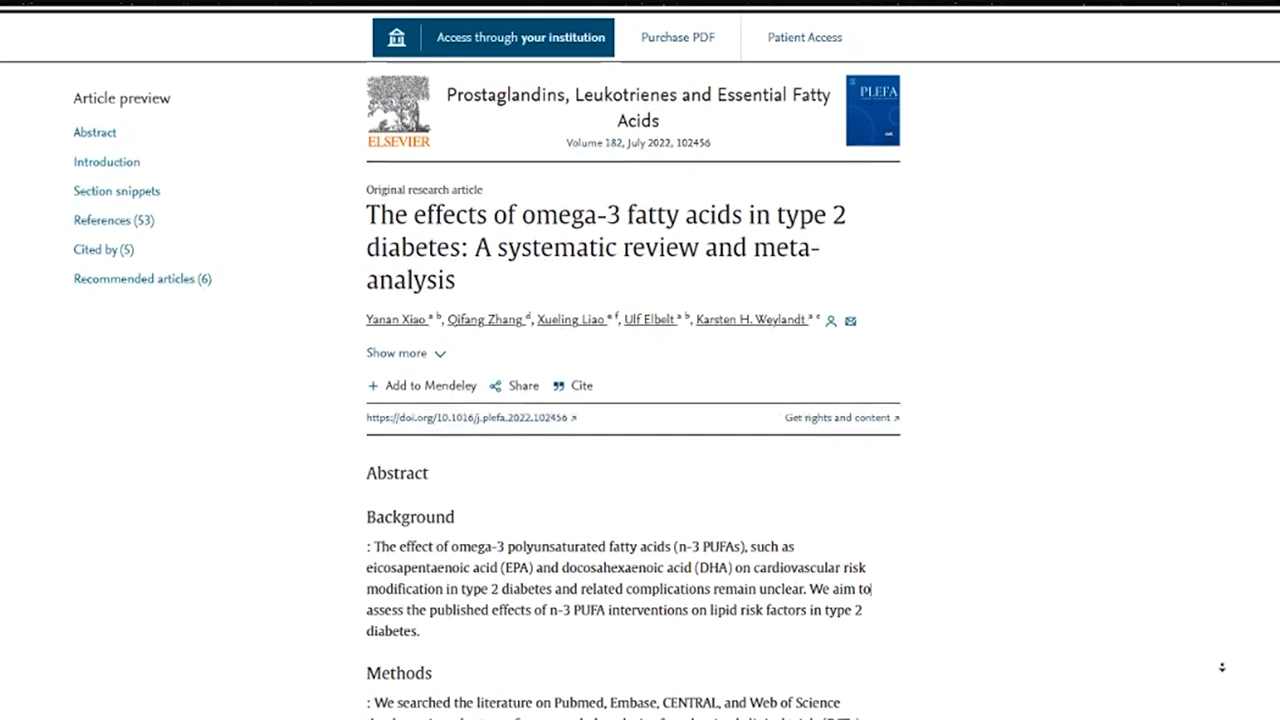 Access through your institution
Purchase PDF
Patient Access
Article preview
Abstract
Introduction
Section snippets
References (53)
Cited by (5)
Recommended articles (6)
ELSEVIER
Prostaglandins, Leukotrienes and Essential Fatty
Acids
Volume 182, July 2022, 102456
PLEFA
Original research article
The effects of omega-3 fatty acids in type 2
diabetes: A systematic review and meta-
analysis
Yanan Xiao a b, Qifang Zhang d, Xueling Liao e f, Ulf Elbelt a b, Karsten H. Weylandt a c
Show more
+ Add to Mendeley Share Cite
https://doi.org/10.1016/j.plefa.2022.102456 ↗
Get rights and content ↗
Abstract
Background
: The effect of omega-3 polyunsaturated fatty acids (n-3 PUFAs), such as
eicosapentaenoic acid (EPA) and docosahexaenoic acid (DHA) on cardiovascular risk
modification in type 2 diabetes and related complications remain unclear. We aim to
assess the published effects of n-3 PUFA interventions on lipid risk factors in type 2
diabetes.
Methods
: We searched the literature on Pubmed, Embase, CENTRAL, and Web of Science